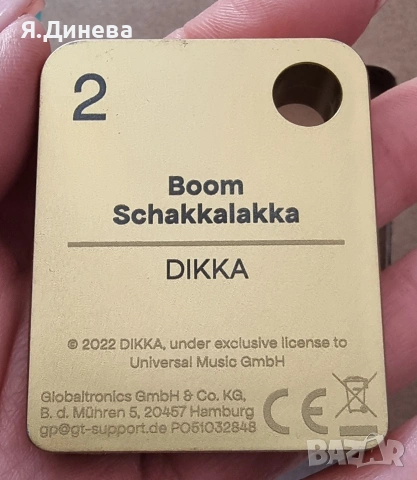 Я.Динева
2
Boom
Schakkalakka
DIKKA
© 2022 DIKKA, under exclusive license to
Universal Music GmbH
Globaltronics GmbH & Co. KG,
B. d. Mühren 5, 20457 Hamburg
gp@gt-support.de PO51032848
CE
BAZAR